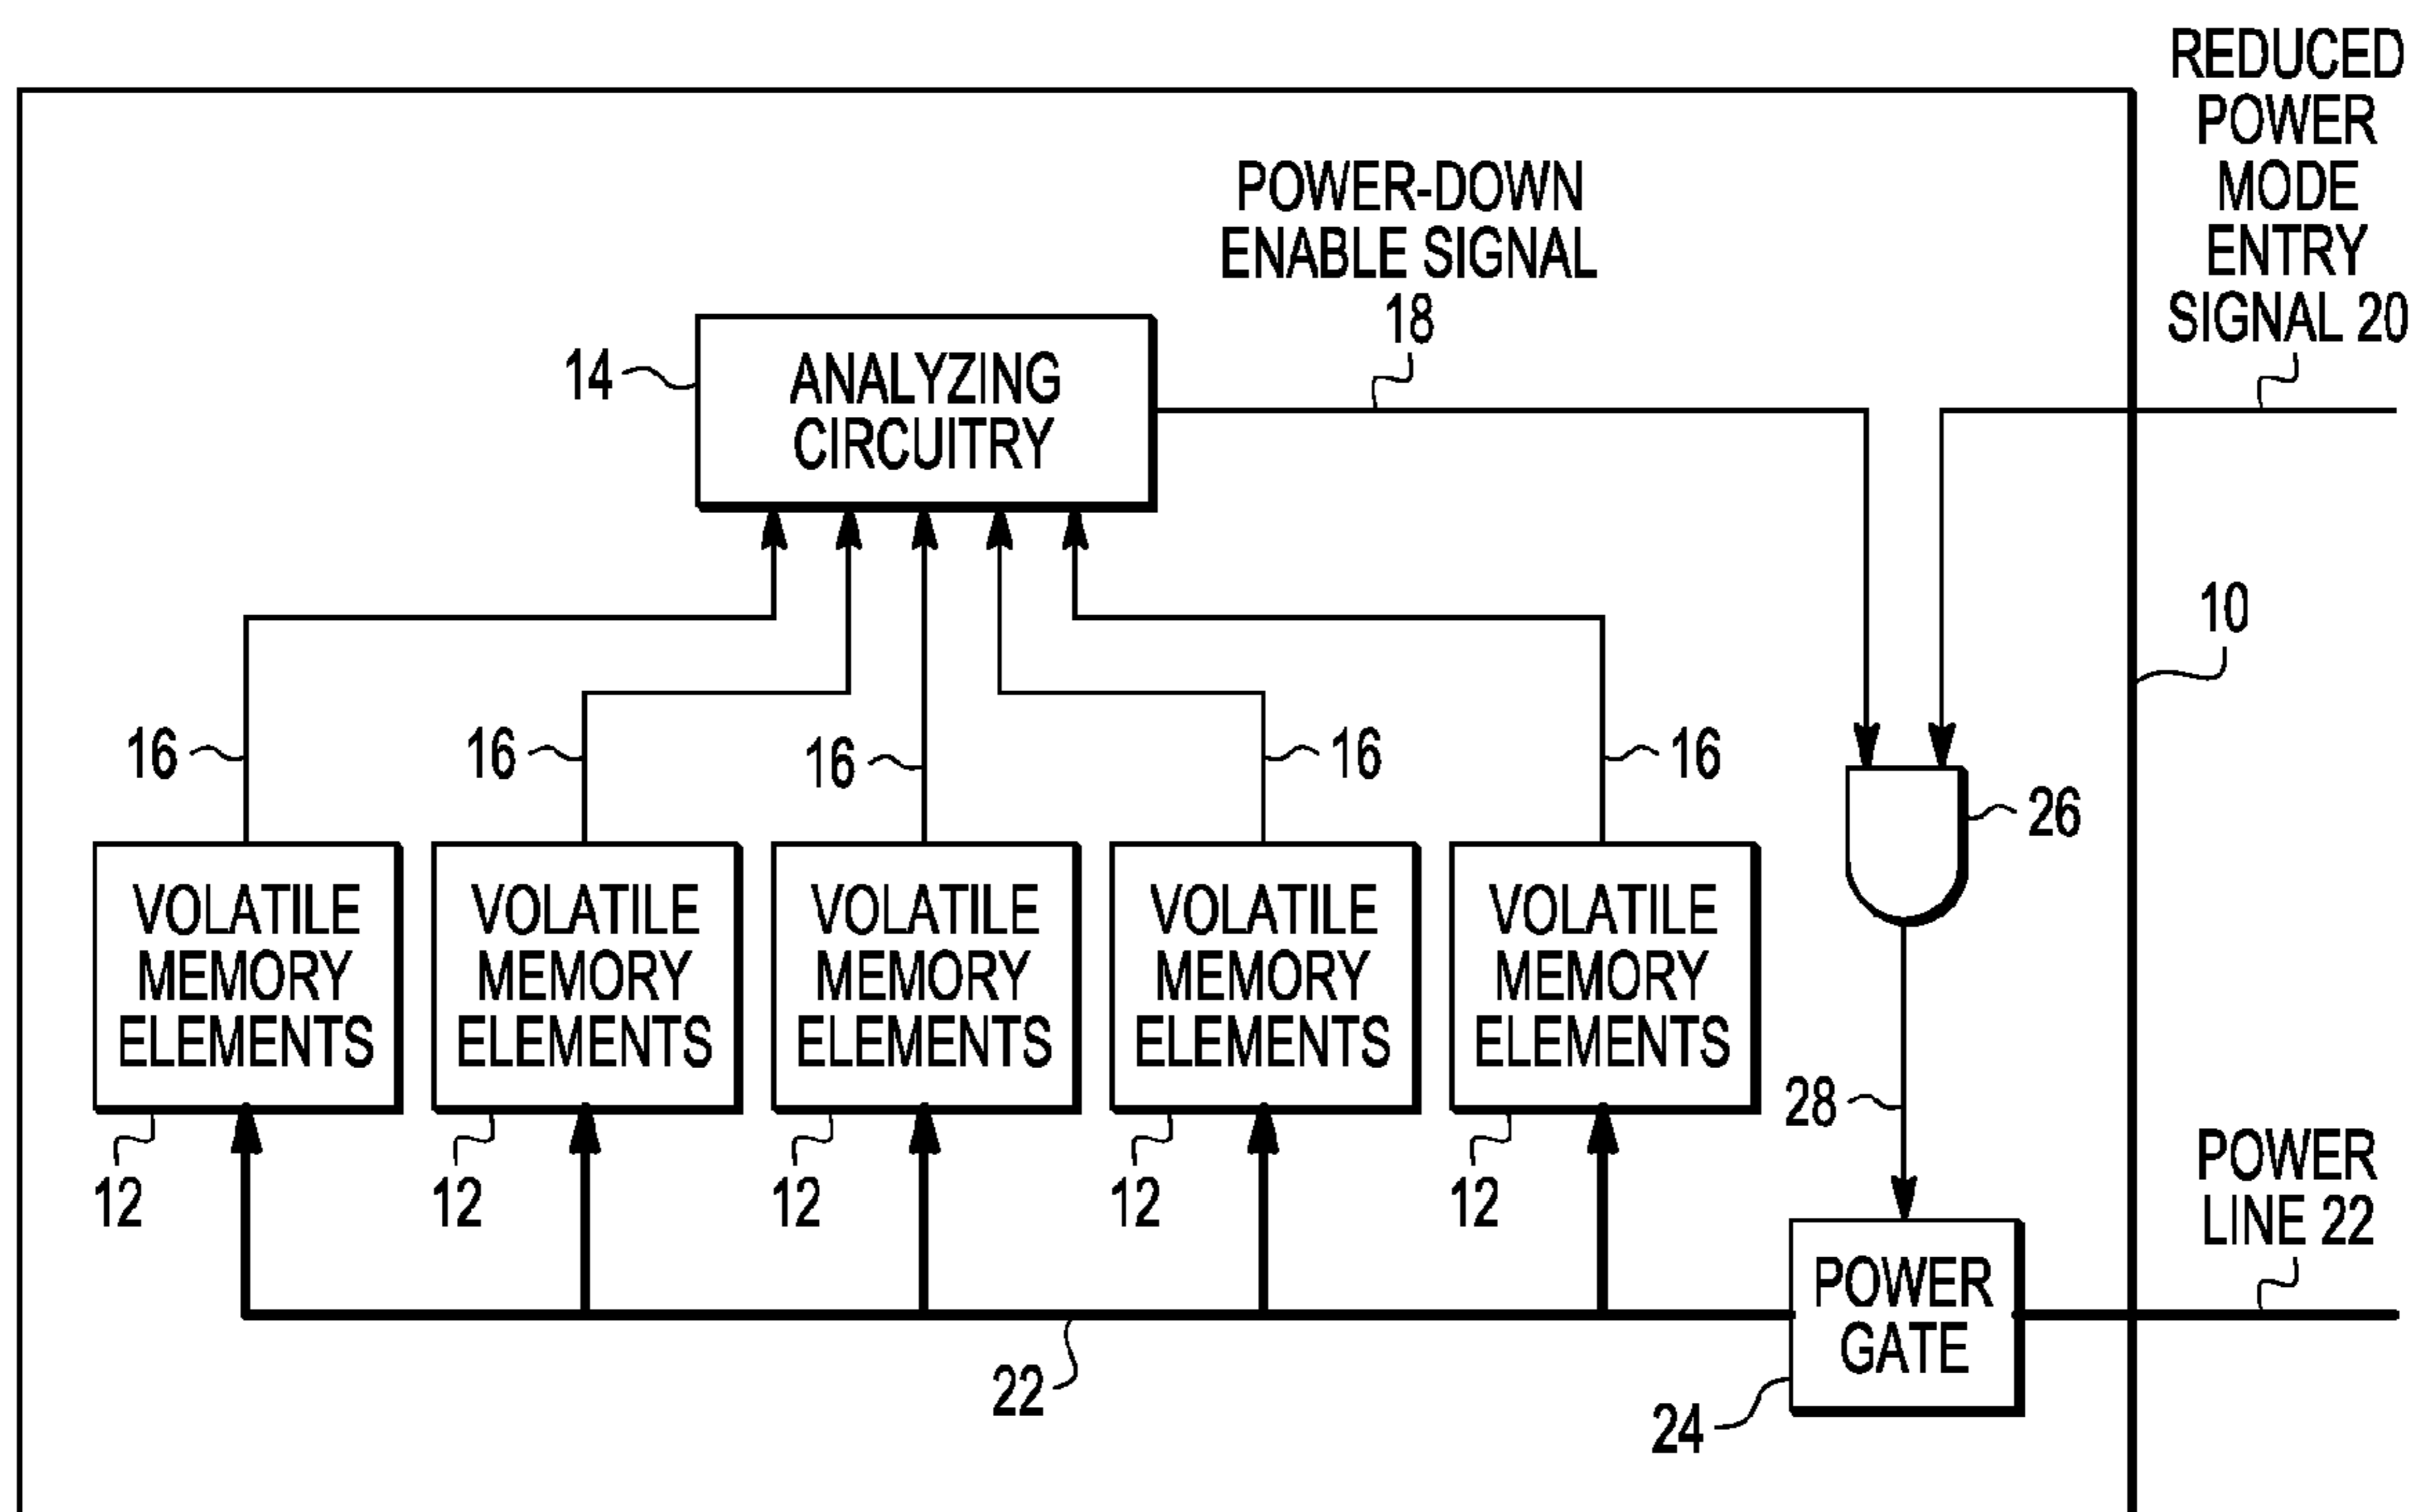 REDUCED
POWER
MODE
ENTRY
SIGNAL 20
POWER-DOWN
ENABLE SIGNAL
18
14
ANALYZING
CIRCUITRY
10
16
16
16
16
16
26
VOLATILE
MEMORY
ELEMENTS
VOLATILE
MEMORY
ELEMENTS
VOLATILE
MEMORY
ELEMENTS
VOLATILE
MEMORY
ELEMENTS
VOLATILE
MEMORY
ELEMENTS
28
12
12
12
12
12
POWER
LINE 22
POWER
GATE
22
24